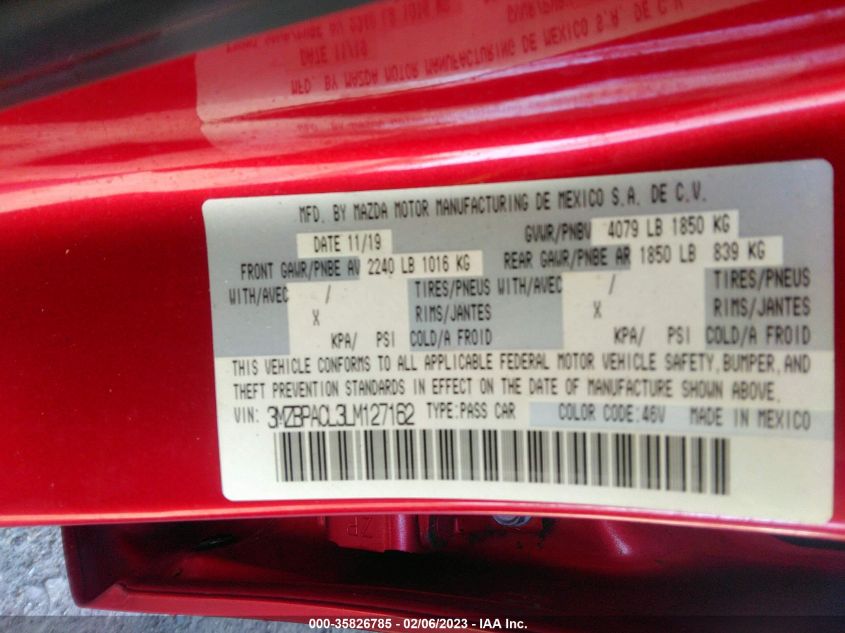 MFD. BY MAZDA MOTOR MANUFACTURING DE MEXICO S.A. DE C.V.
DATE 11/19 GVWR/PNBV 4079 LB 1850 KG
FRONT GAWR/PNBE AV 2240 LB 1016 KG REAR GAWR/PNBE AR 1850 LB 839 KG
WITH/AVEC / TIRES/PNEUS WITH/AVEC / TIRES/PNEUS
X RIMS/JANTES X RIMS/JANTES
KPA/ PSI COLD/A FROID KPA/ PSI COLD/A FROID
THIS VEHICLE CONFORMS TO ALL APPLICABLE FEDERAL MOTOR VEHICLE SAFETY, BUMPER, AND
THEFT PREVENTION STANDARDS IN EFFECT ON THE DATE OF MANUFACTURE SHOWN ABOVE.
VIN: 3MZBPACL3LM127162 TYPE:PASS CAR COLOR CODE:46V MADE IN MEXICO
000-35826785 - 02/06/2023 - IAA Inc.